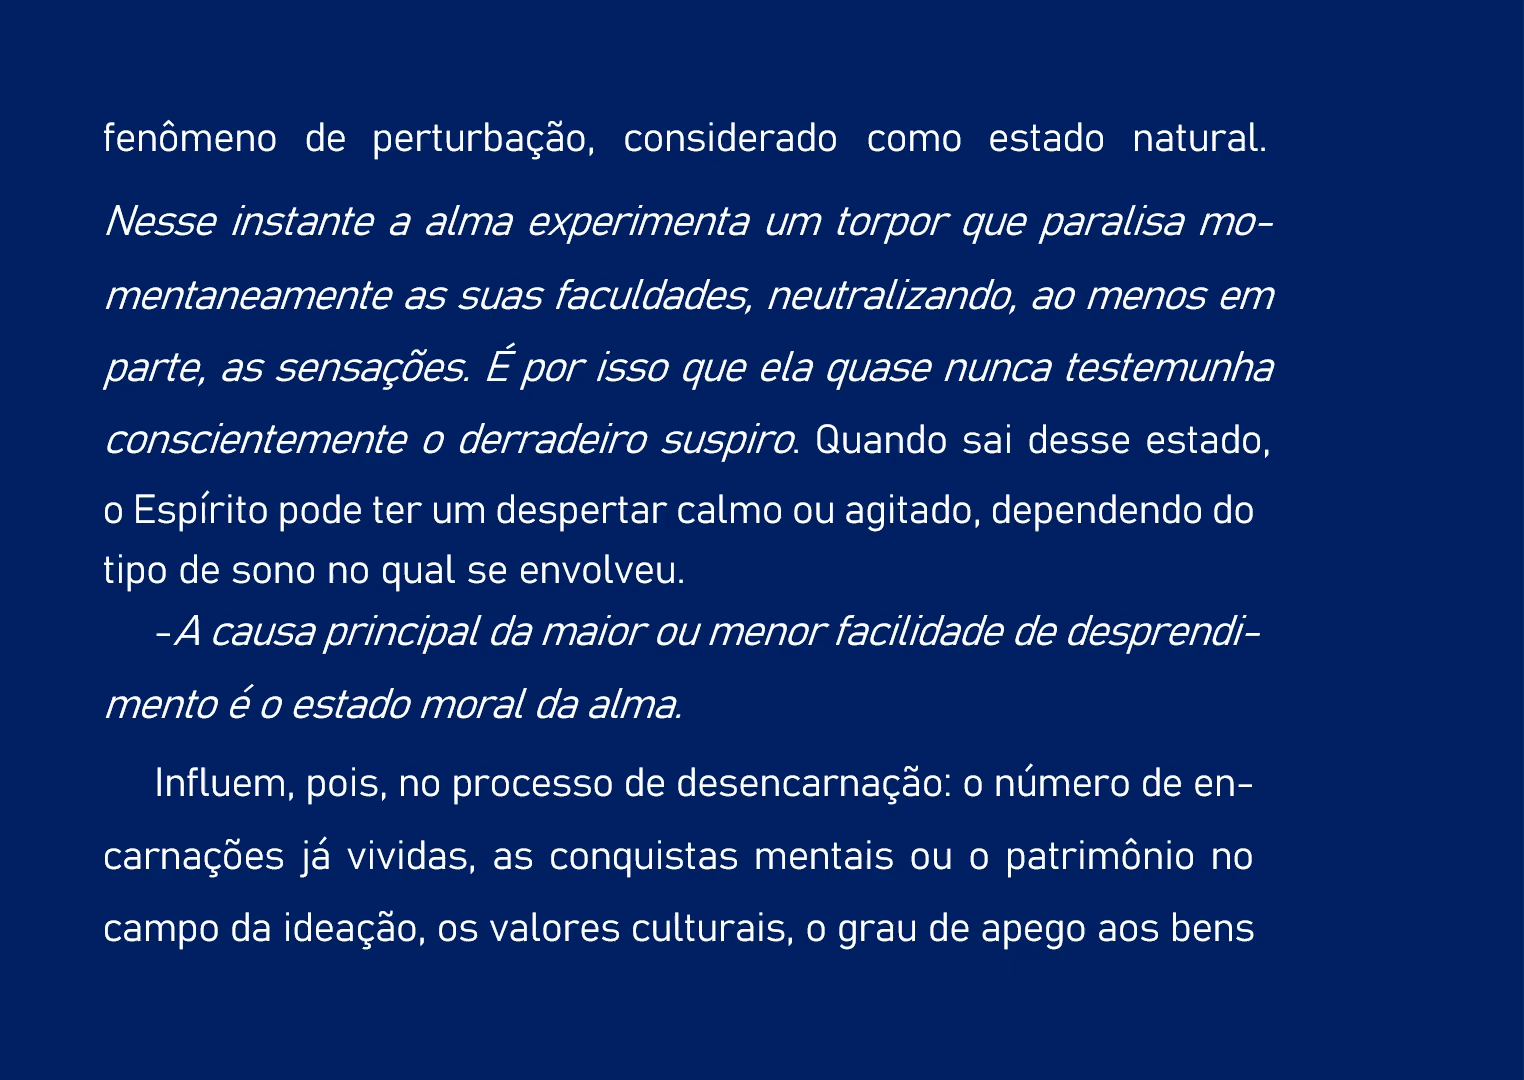 fenômeno de perturbação, considerado como estado natural.
Nesse instante a alma experimenta um torpor que paralisa mo-
mentaneamente as suas faculdades, neutralizando, ao menos em
parte, as sensações. É por isso que ela quase nunca testemunha
conscientemente o derradeiro suspiro. Quando sai desse estado,
o Espírito pode ter um despertar calmo ou agitado, dependendo do
tipo de sono no qual se envolveu.
-A causa principal da maior ou menor facilidade de desprendi-
mento é o estado moral da alma.
Influem, pois, no processo de desencarnação: o número de en-
carnações já vividas, as conquistas mentais ou o patrimônio no
campo da ideação, os valores culturais, o grau de apego aos bens